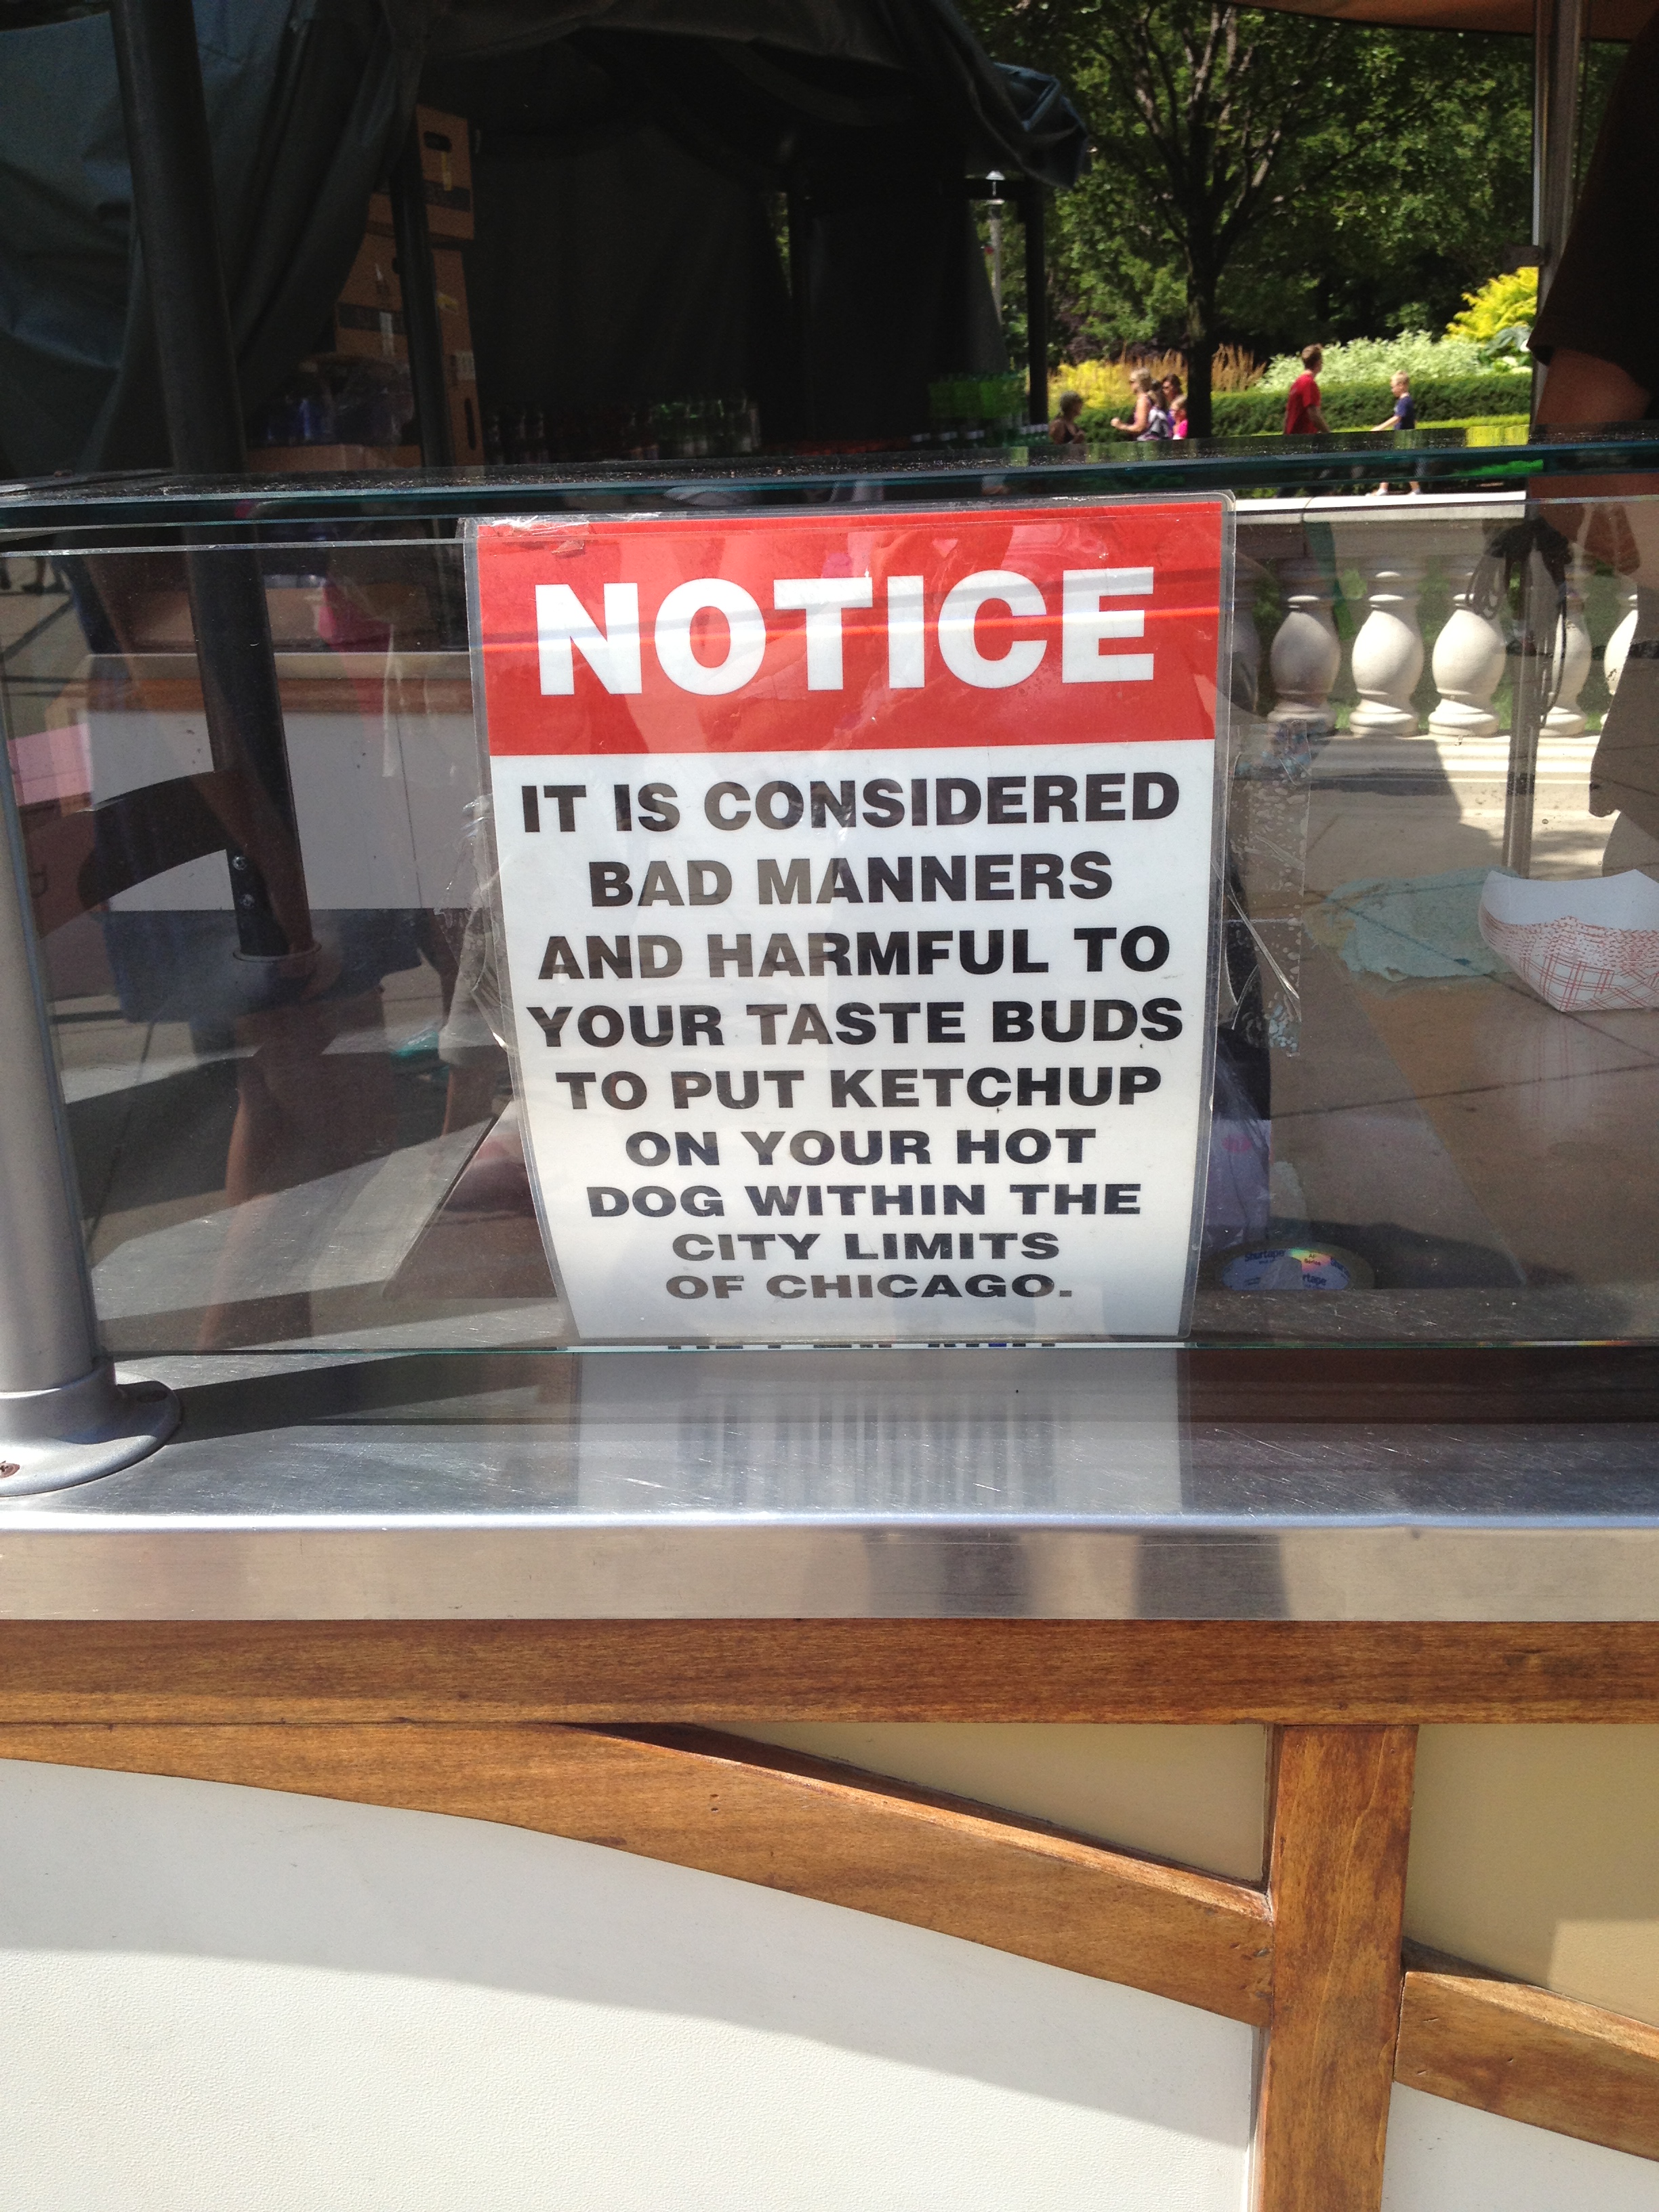 NOTICE
IT IS CONSIDERED
BAD MANNERS
AND HARMFUL TO
YOUR TASTE BUDS
TO PUT KETCHUP
ON YOUR HOT
DOG WITHIN THE
CITY LIMITS
OF CHICAGO.
Shurtape